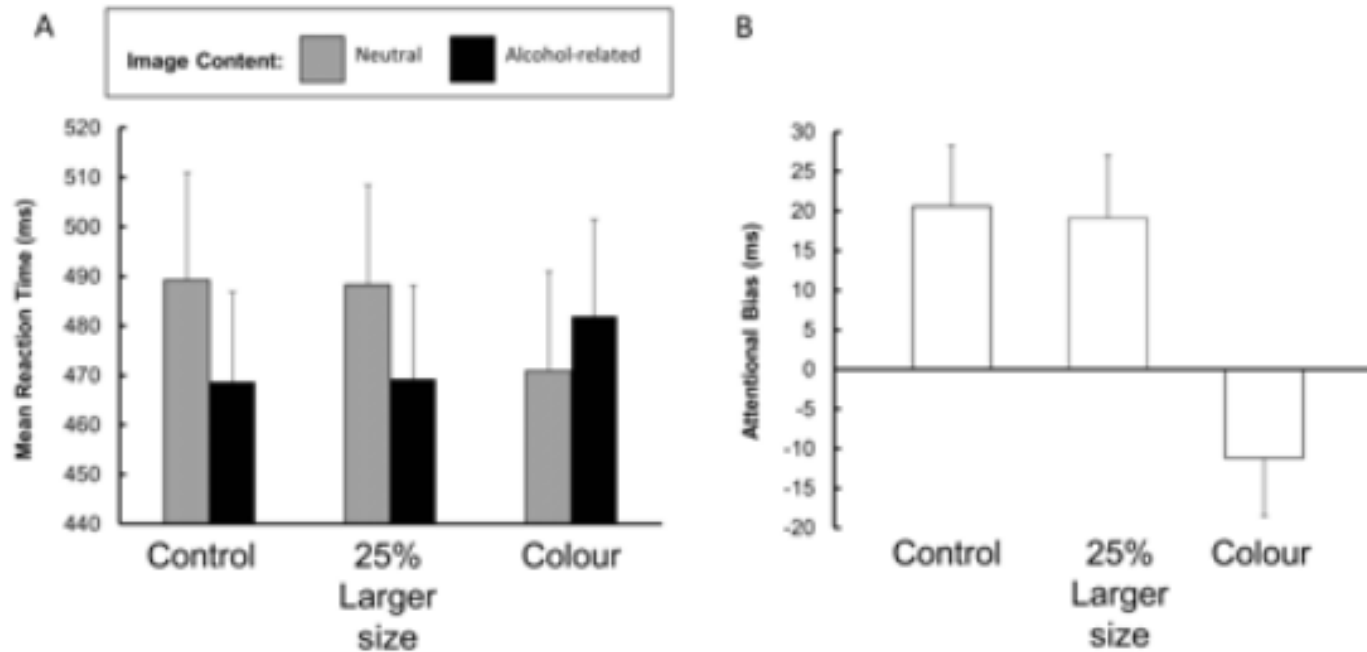 A
Image Content: Neutral Alcohol-related
Mean Reaction Time (ms)
520
510
500
490
480
470
460
450
440
Control
25%
Larger
size
Colour
B
Attentional Bias (ms)
30
25
20
15
10
5
0
-5
-10
-15
-20
Control
25%
Larger
size
Colour